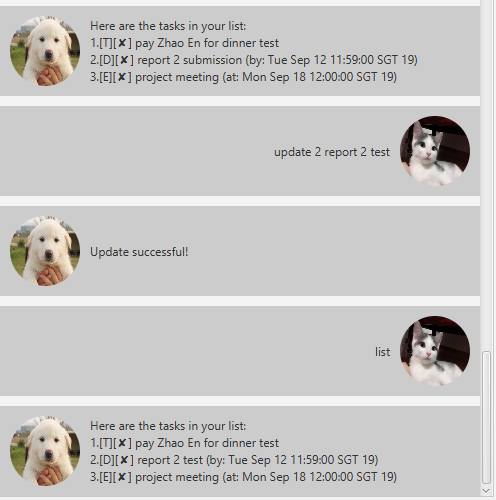 Here are the tasks in your list:
1.[T][✘] pay Zhao En for dinner test
2.[D][✘] report 2 submission (by: Tue Sep 12 11:59:00 SGT 19)
3.[E][✘] project meeting (at: Mon Sep 18 12:00:00 SGT 19)
update 2 report 2 test
Update successful!
list
Here are the tasks in your list:
1.[T][✘] pay Zhao En for dinner test
2.[D][✘] report 2 test (by: Tue Sep 12 11:59:00 SGT 19)
3.[E][✘] project meeting (at: Mon Sep 18 12:00:00 SGT 19)